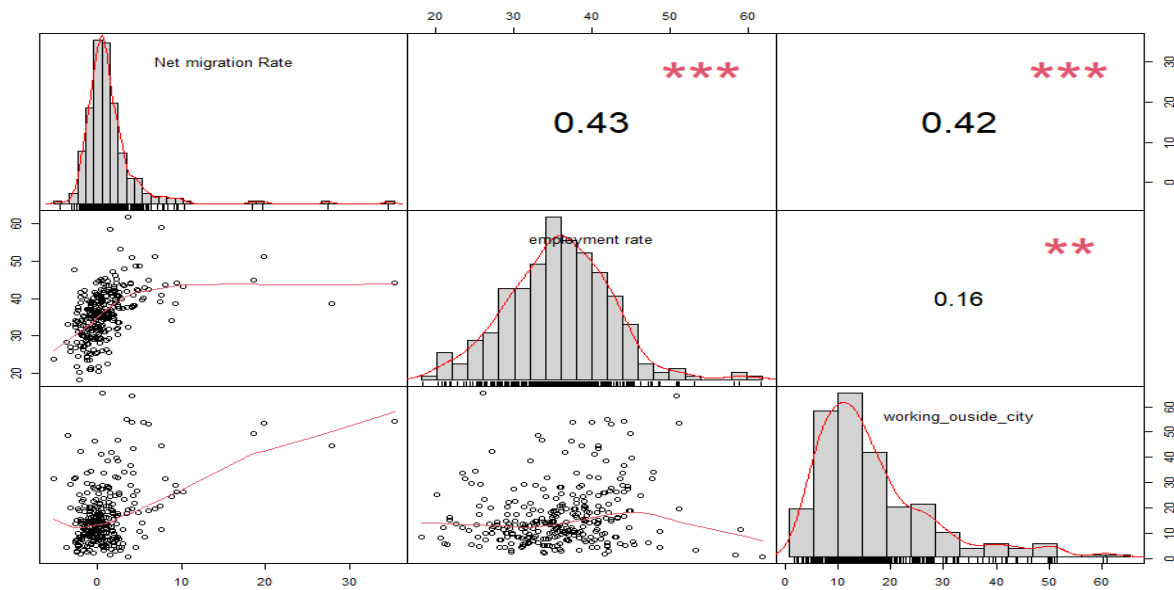 20 30 40 50 60
Net migration Rate
***
0.43
***
0.42
0 10 20 30
20 30 40 50 60
employment rate
**
0.16
working_ouside_city
0 10 20 30 40 50 60
0 10 20 30
0 10 20 30 40 50 60